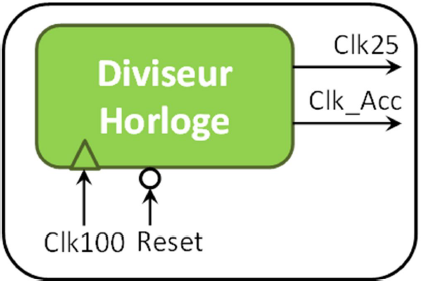 Diviseur
Horloge
Clk25
Clk_Acc
Clk100 Reset